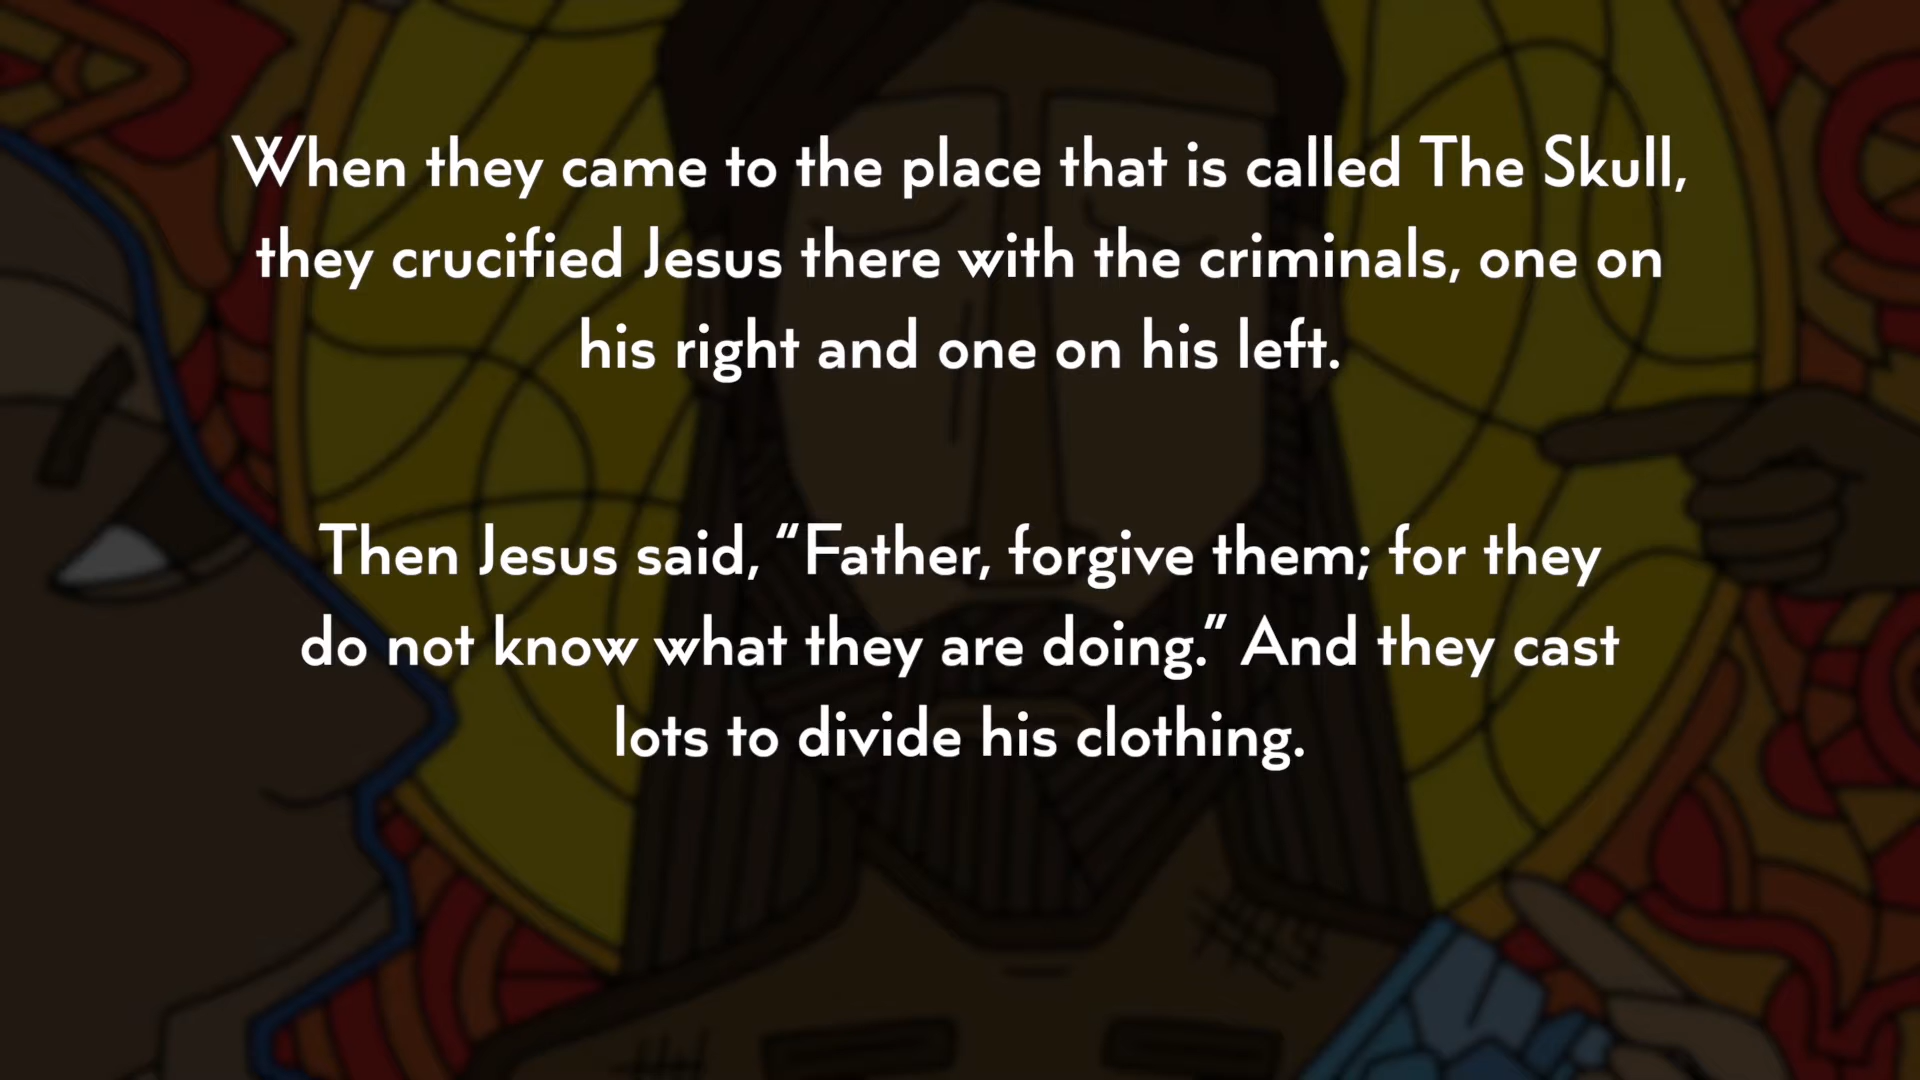 When they came to the place that is called The Skull,
they crucified Jesus there with the criminals, one on
his right and one on his left.
Then Jesus said, “Father, forgive them; for they
do not know what they are doing.” And they cast
lots to divide his clothing.